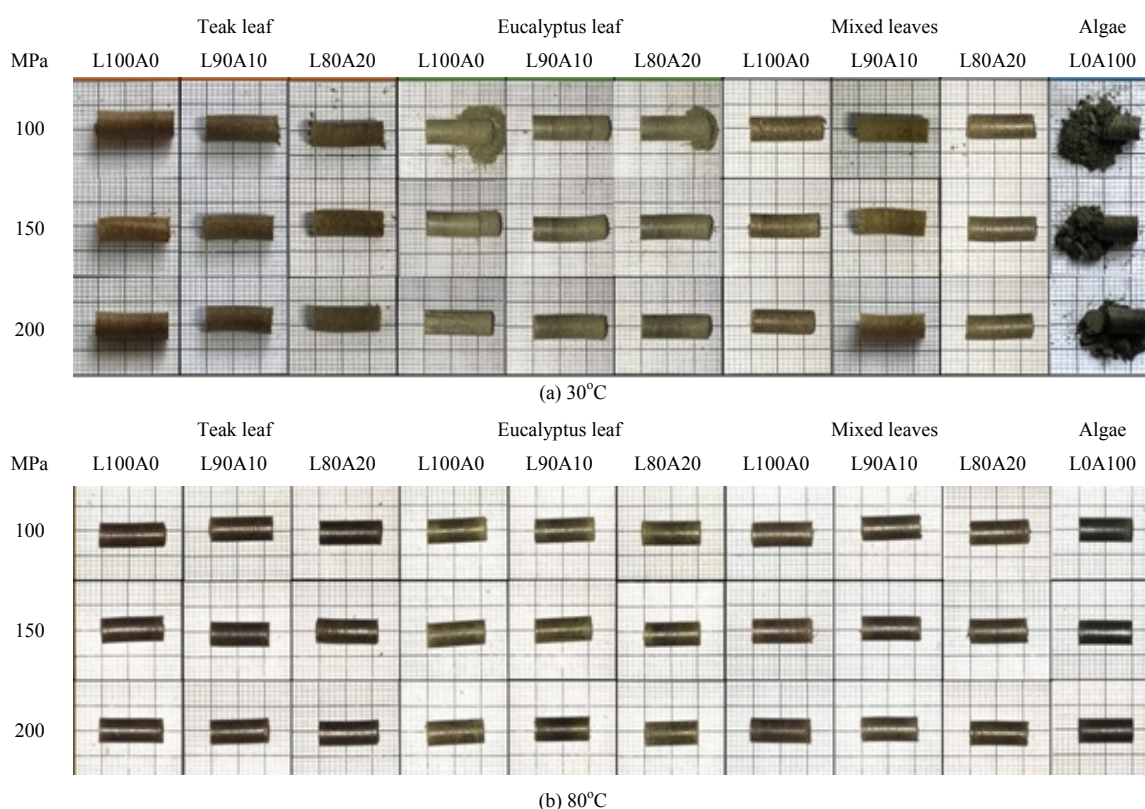 Teak leaf Eucalyptus leaf Mixed leaves Algae
MPa L100A0 L90A10 L80A20 L100A0 L90A10 L80A20 L100A0 L90A10 L80A20 L0A100
100
150
200
(a) 30°C
Teak leaf Eucalyptus leaf Mixed leaves Algae
MPa L100A0 L90A10 L80A20 L100A0 L90A10 L80A20 L100A0 L90A10 L80A20 L0A100
100
150
200
(b) 80°C